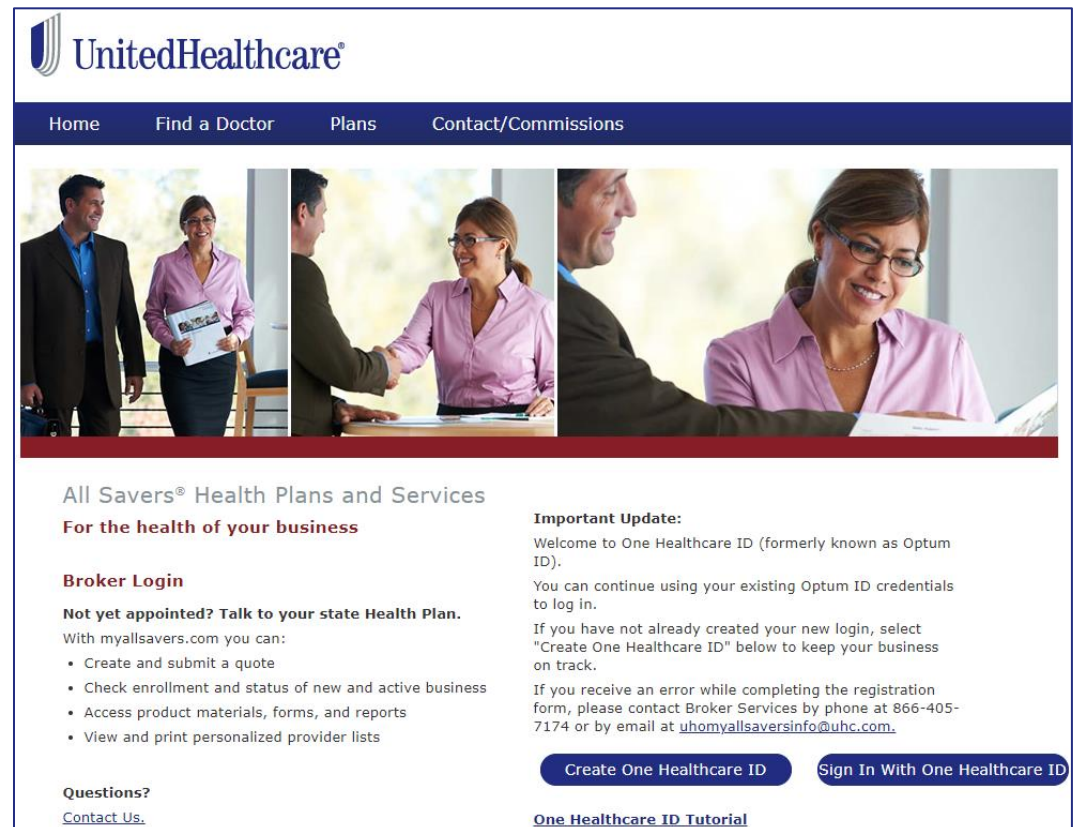 UnitedHealthcare®
Home Find a Doctor Plans Contact/Commissions
All Savers® Health Plans and Services
For the health of your business
Broker Login
Not yet appointed? Talk to your state Health Plan.
With myallsavers.com you can:
• Create and submit a quote
• Check enrollment and status of new and active business
• Access product materials, forms, and reports
• View and print personalized provider lists
Questions?
Contact Us.
Important Update:
Welcome to One Healthcare ID (formerly known as Optum
ID).
You can continue using your existing Optum ID credentials
to log in.
If you have not already created your new login, select
"Create One Healthcare ID" below to keep your business
on track.
If you receive an error while completing the registration
form, please contact Broker Services by phone at 866-405-
7174 or by email at uhomyallsaversinfo@uhc.com.
Create One Healthcare ID Sign In With One Healthcare ID
One Healthcare ID Tutorial